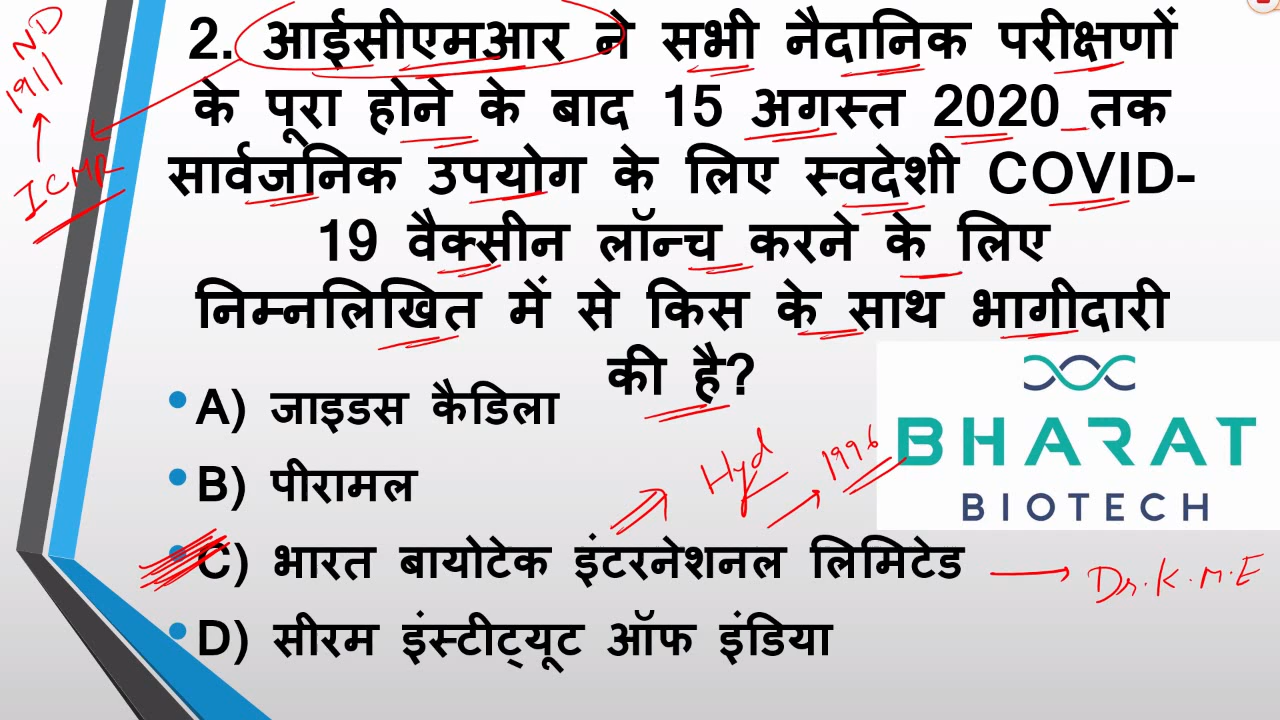 2. आईसीएमआर ने सभी नैदानिक परीक्षणों
के पूरा होने के बाद 15 अगस्त 2020 तक
सार्वजनिक उपयोग के लिए स्वदेशी COVID-
19 वैक्सीन लॉन्च करने के लिए
निम्नलिखित में से किस के साथ भागीदारी
की है?
ND
1911
ICMR
A) जाइडस कैडिला
B) पीरामल
C) भारत बायोटेक इंटरनेशनल लिमिटेड
D) सीरम इंस्टीट्यूट ऑफ इंडिया
Hyd
1996
BHARAT
BIOTECH
Dr. K. M. E